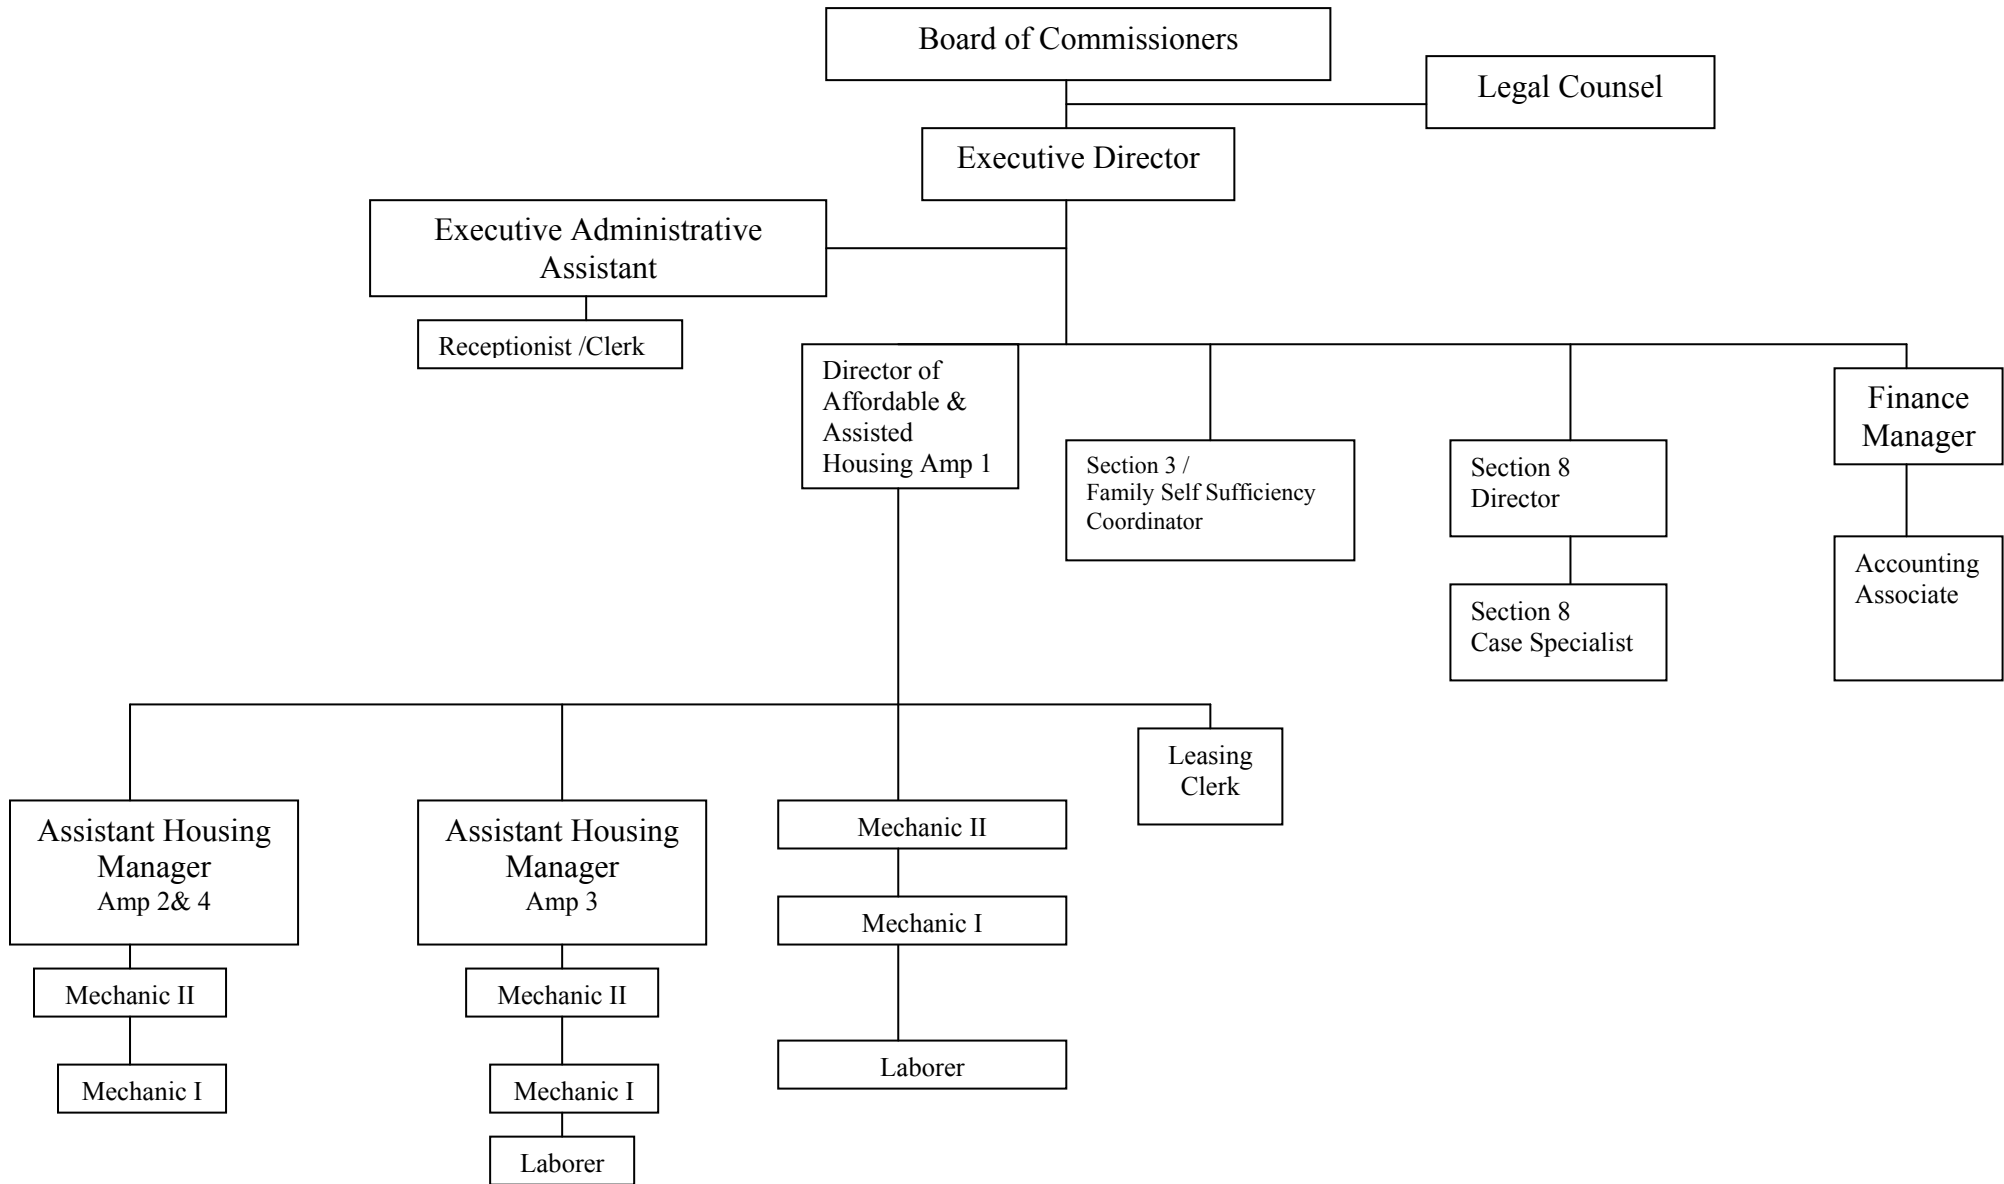 Board of Commissioners
Legal Counsel
Executive Director
Executive Administrative
Assistant
Receptionist /Clerk
Director of
Affordable &
Assisted
Housing Amp 1
Section 3 /
Family Self Sufficiency
Coordinator
Section 8
Director
Finance
Manager
Section 8
Case Specialist
Accounting
Associate
Leasing
Clerk
Assistant Housing
Manager
Amp 2& 4
Assistant Housing
Manager
Amp 3
Mechanic II
Mechanic I
Laborer
Mechanic II
Mechanic I
Mechanic II
Mechanic I
Laborer